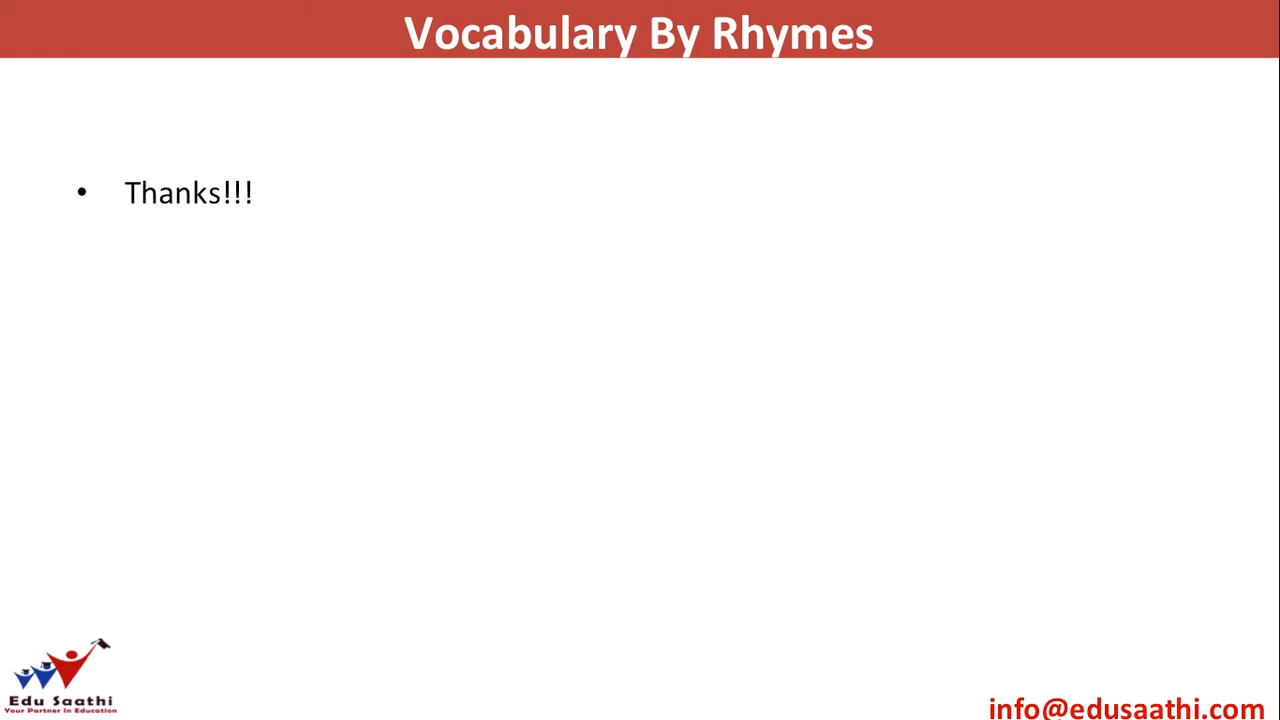 Vocabulary By Rhymes
• Thanks!!!
Edu Saathi
Your Partner In Education
info@edusaathi.com